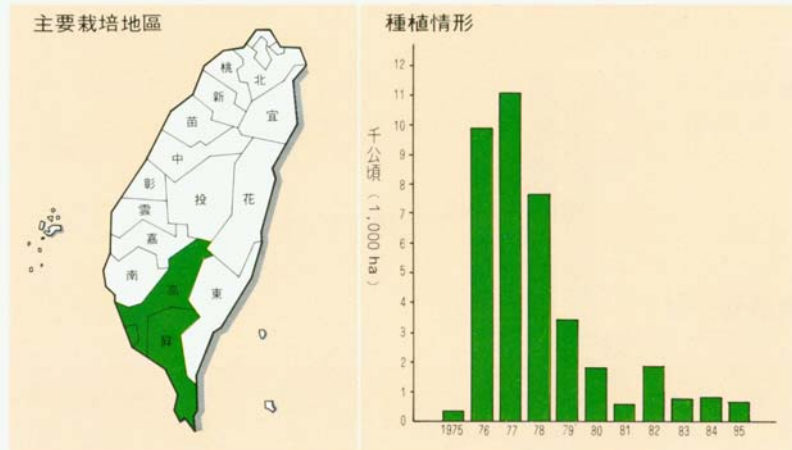 主要栽培地區
桃
北
新
宜
苗
中
彰
投
花
雲
嘉
南
高
東
屏
種植情形
千公頃(1,000 ha)
12
11
10
9
8
7
6
5
4
3
2
1
0
1975 76 77 78 79 80 81 82 83 84 85